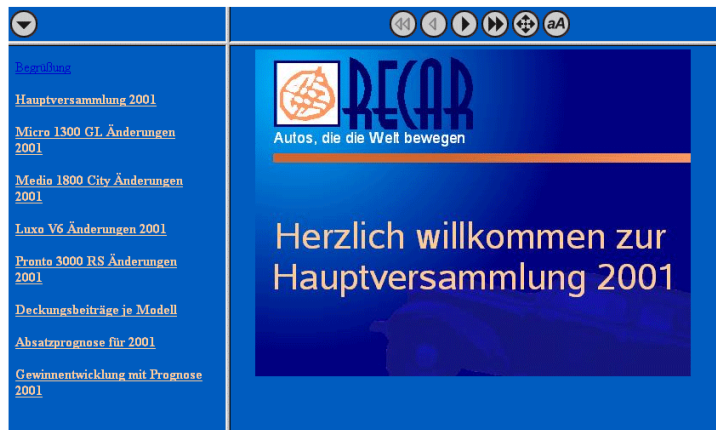 aA
Begrüßung
Hauptversammlung 2001
Micro 1300 GL Änderungen
2001
Medio 1800 City Änderungen
2001
Luxo V6 Änderungen 2001
Pronto 3000 RS Änderungen
2001
Deckungsbeiträge je Modell
Absatzprognose für 2001
Gewinnentwicklung mit Prognose
2001
RECAR
Autos, die die Welt bewegen
Herzlich willkommen zur
Hauptversammlung 2001